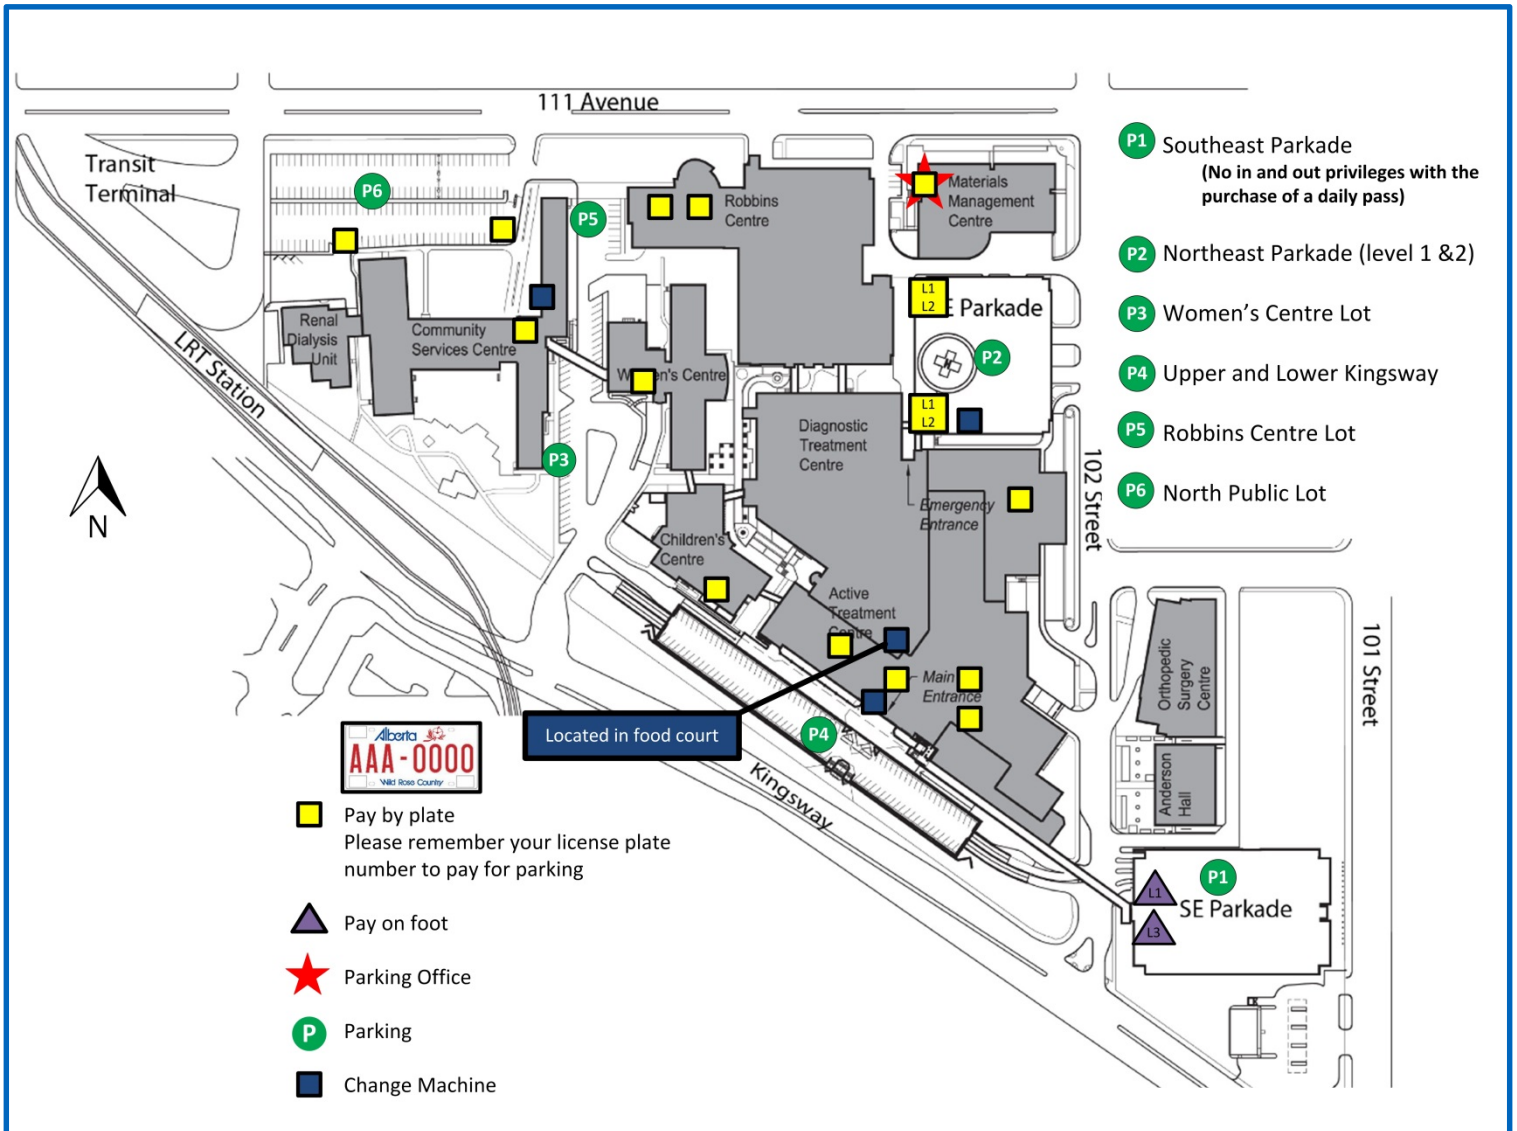 111 Avenue
Transit
Terminal
P6
P5
Robbins
Centre
Materials
Management
Centre
P1 Southeast Parkade
(No in and out privileges with the
purchase of a daily pass)
P2 Northeast Parkade (level 1 &2)
P3 Women's Centre Lot
P4 Upper and Lower Kingsway
P5 Robbins Centre Lot
P6 North Public Lot
L1
L2
E Parkade
P2
L1
L2
Renal
Dialysis
Unit
Community
Services Centre
W n's Centre
LRT Station
Diagnostic
Treatment
Centre
P3
N
Emergency
Entrance
102 Street
Children's
Centre
Active
Treatment
Centre
Main
Entrance
Orthopedic
Surgery
Centre
101 Street
Located in food court
P4
Kingsway
Anderson
Hall
Alberta
AAA-0000
Wild Rose Country
Pay by plate
Please remember your license plate
number to pay for parking
P1
L1
SE Parkade
L3
Pay on foot
Parking Office
P Parking
Change Machine